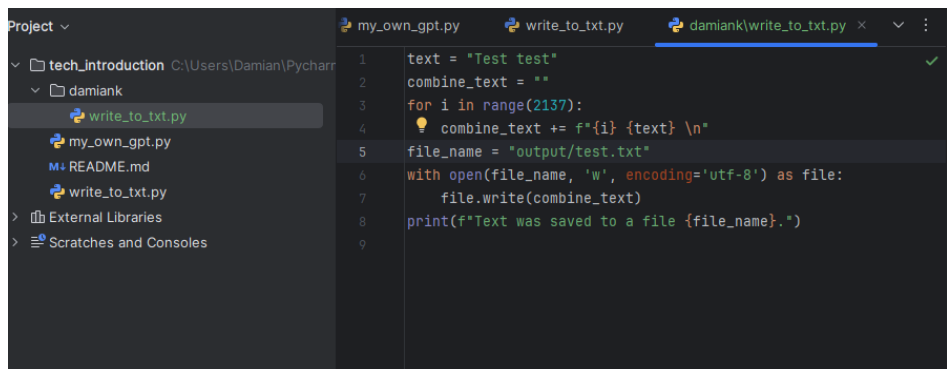 Project
my_own_gpt.py write_to_txt.py damiank\write_to_txt.py
tech_introduction C:\Users\Damian\Pycharm
damiank
write_to_txt.py
my_own_gpt.py
M↓ README.md
write_to_txt.py
External Libraries
Scratches and Consoles
1 text = "Test test"
2 combine_text = ""
3 for i in range(2137):
4 combine_text += f"{i} {text} \n"
5 file_name = "output/test.txt"
6 with open(file_name, 'w', encoding='utf-8') as file:
7 file.write(combine_text)
8 print(f"Text was saved to a file {file_name}.")
9